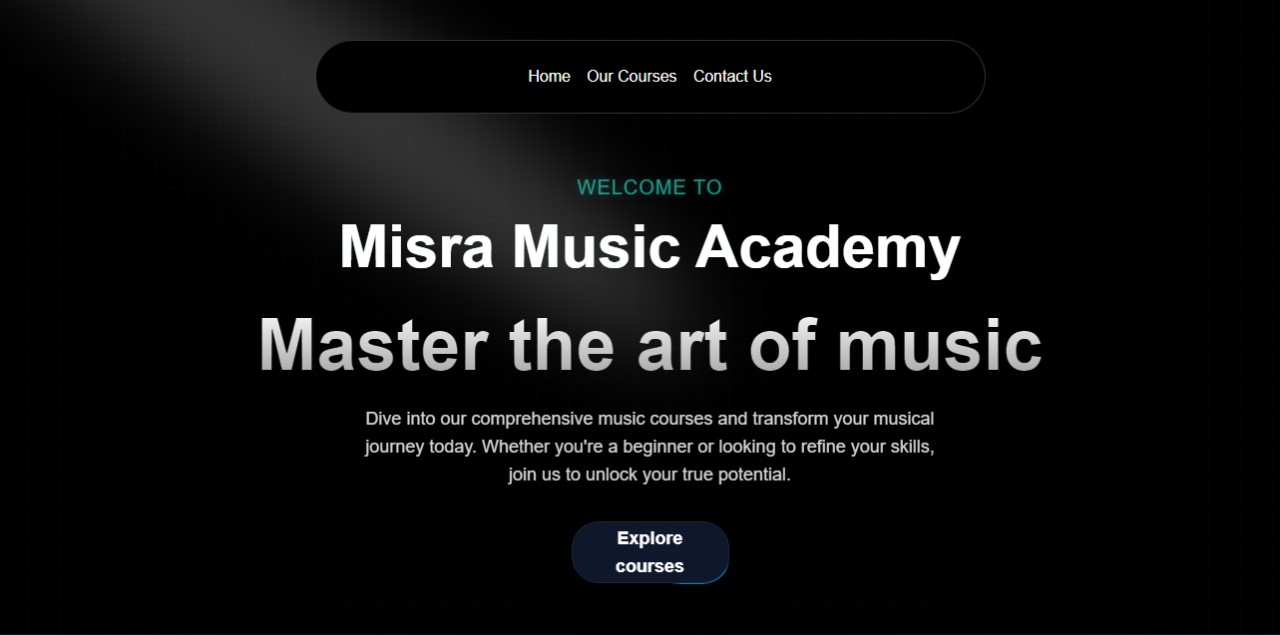 Home Our Courses Contact Us
WELCOME TO
Misra Music Academy
Master the art of music
Dive into our comprehensive music courses and transform your musical
journey today. Whether you're a beginner or looking to refine your skills,
join us to unlock your true potential.
Explore
courses